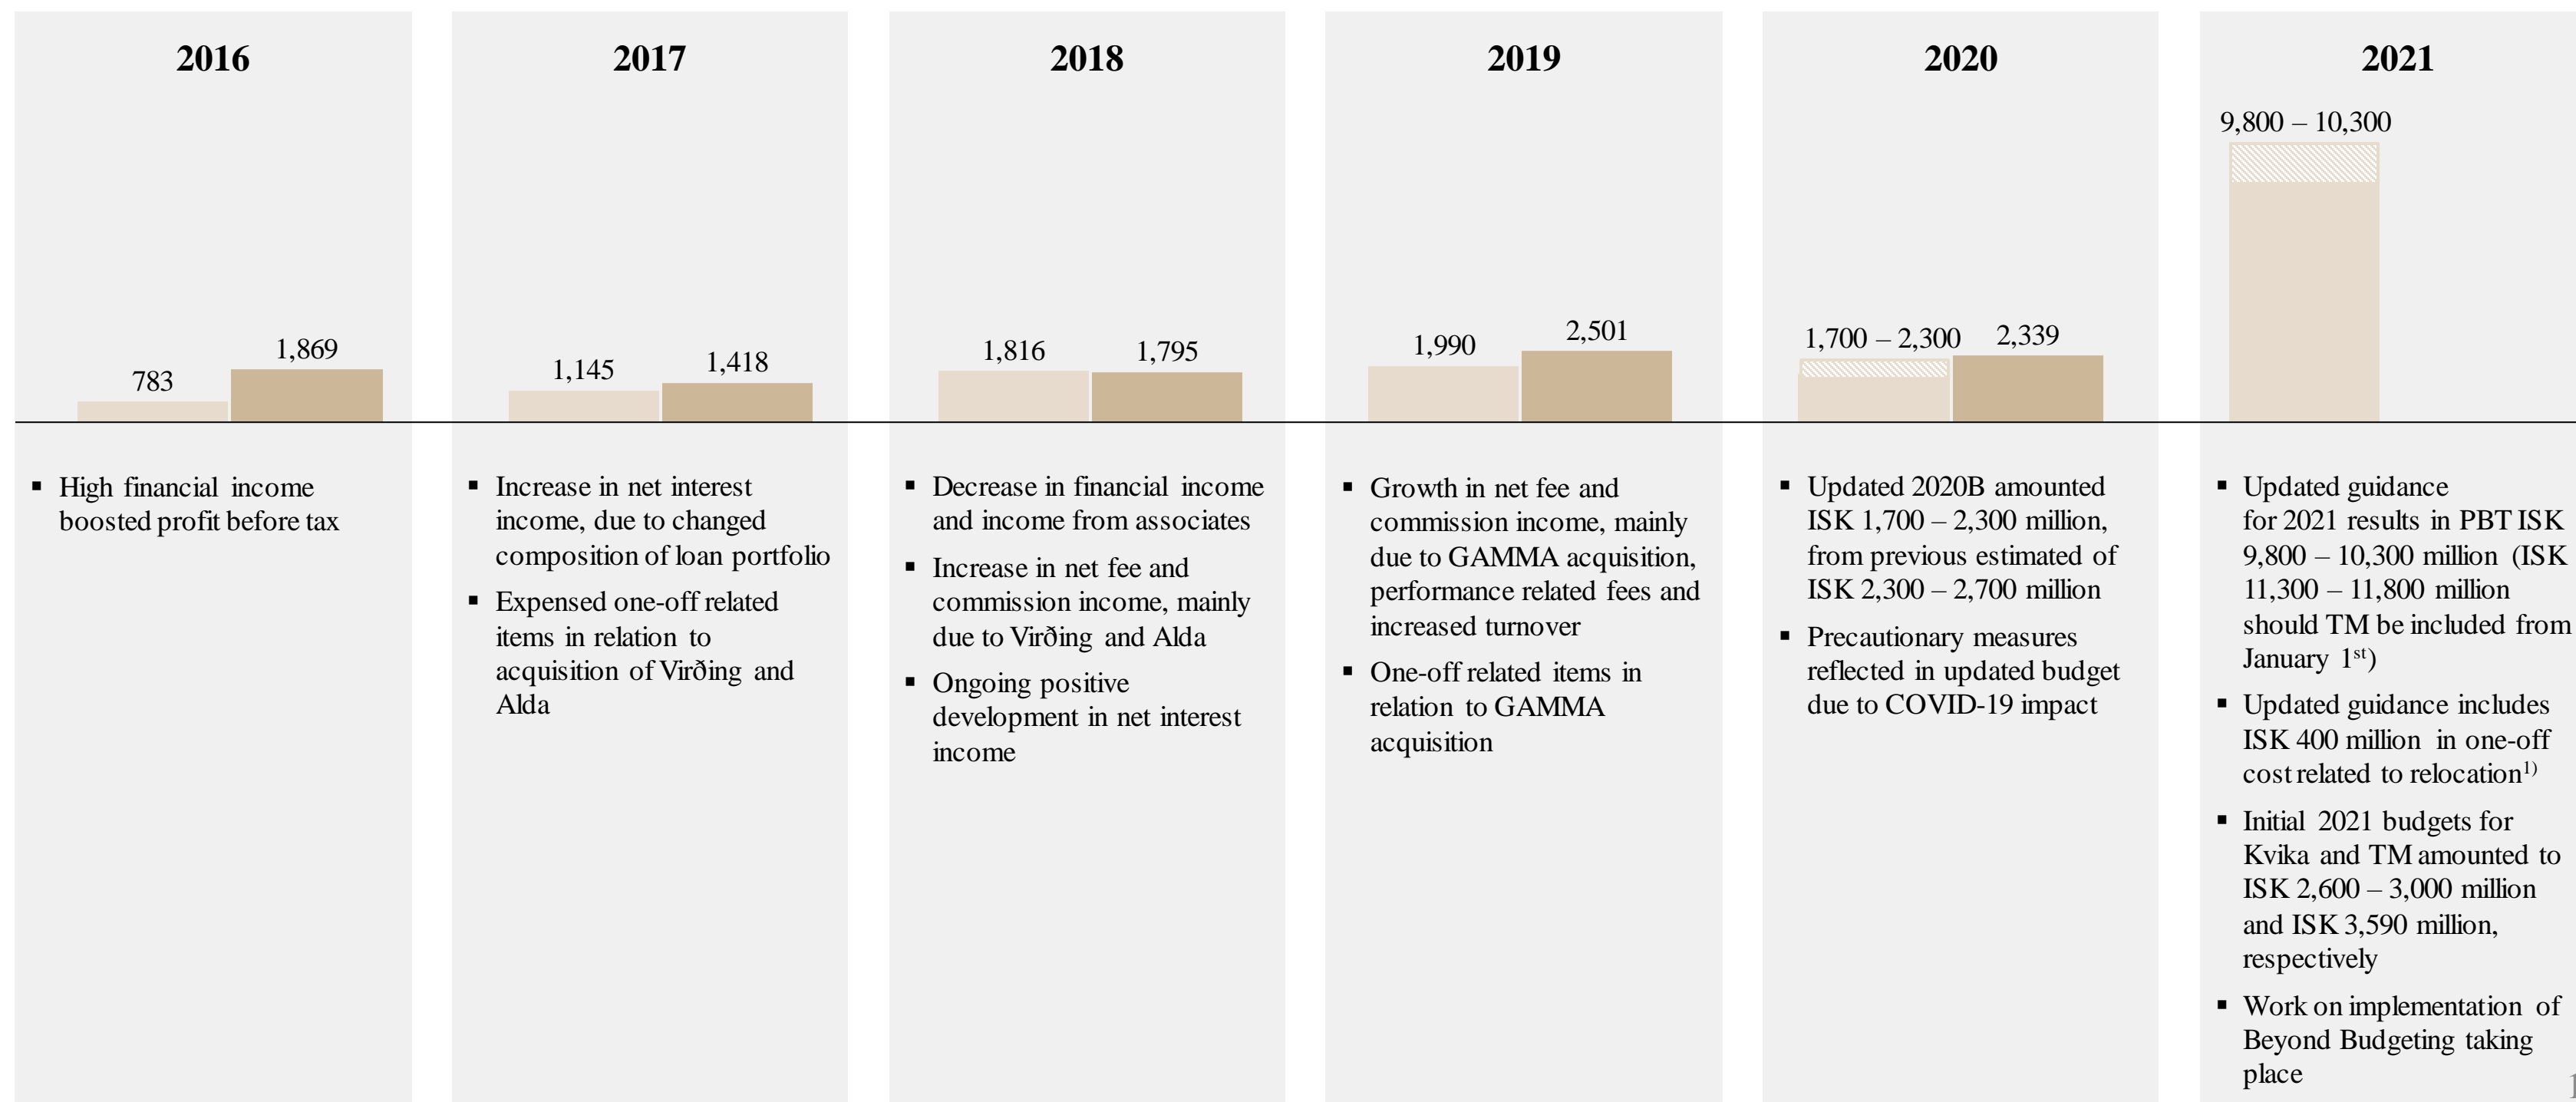 2016
783
1,869
▪ High financial income
boosted profit before tax
2017
1,145
1,418
▪ Increase in net interest
income, due to changed
composition of loan portfolio
▪ Expensed one-off related
items in relation to
acquisition of Virðing and
Alda
2018
1,816
1,795
▪ Decrease in financial income
and income from associates
▪ Increase in net fee and
commission income, mainly
due to Virðing and Alda
▪ Ongoing positive
development in net interest
income
2019
1,990
2,501
▪ Growth in net fee and
commission income, mainly
due to GAMMA acquisition,
performance related fees and
increased turnover
▪ One-off related items in
relation to GAMMA
acquisition
2020
1,700 – 2,300
2,339
▪ Updated 2020B amounted
ISK 1,700 – 2,300 million,
from previous estimated of
ISK 2,300 – 2,700 million
▪ Precautionary measures
reflected in updated budget
due to COVID-19 impact
2021
9,800 – 10,300
▪ Updated guidance
for 2021 results in PBT ISK
9,800 – 10,300 million (ISK
11,300 – 11,800 million
should TM be included from
January 1st)
▪ Updated guidance includes
ISK 400 million in one-off
cost related to relocation1)
▪ Initial 2021 budgets for
Kvika and TM amounted to
ISK 2,600 – 3,000 million
and ISK 3,590 million,
respectively
▪ Work on implementation of
Beyond Budgeting taking
place